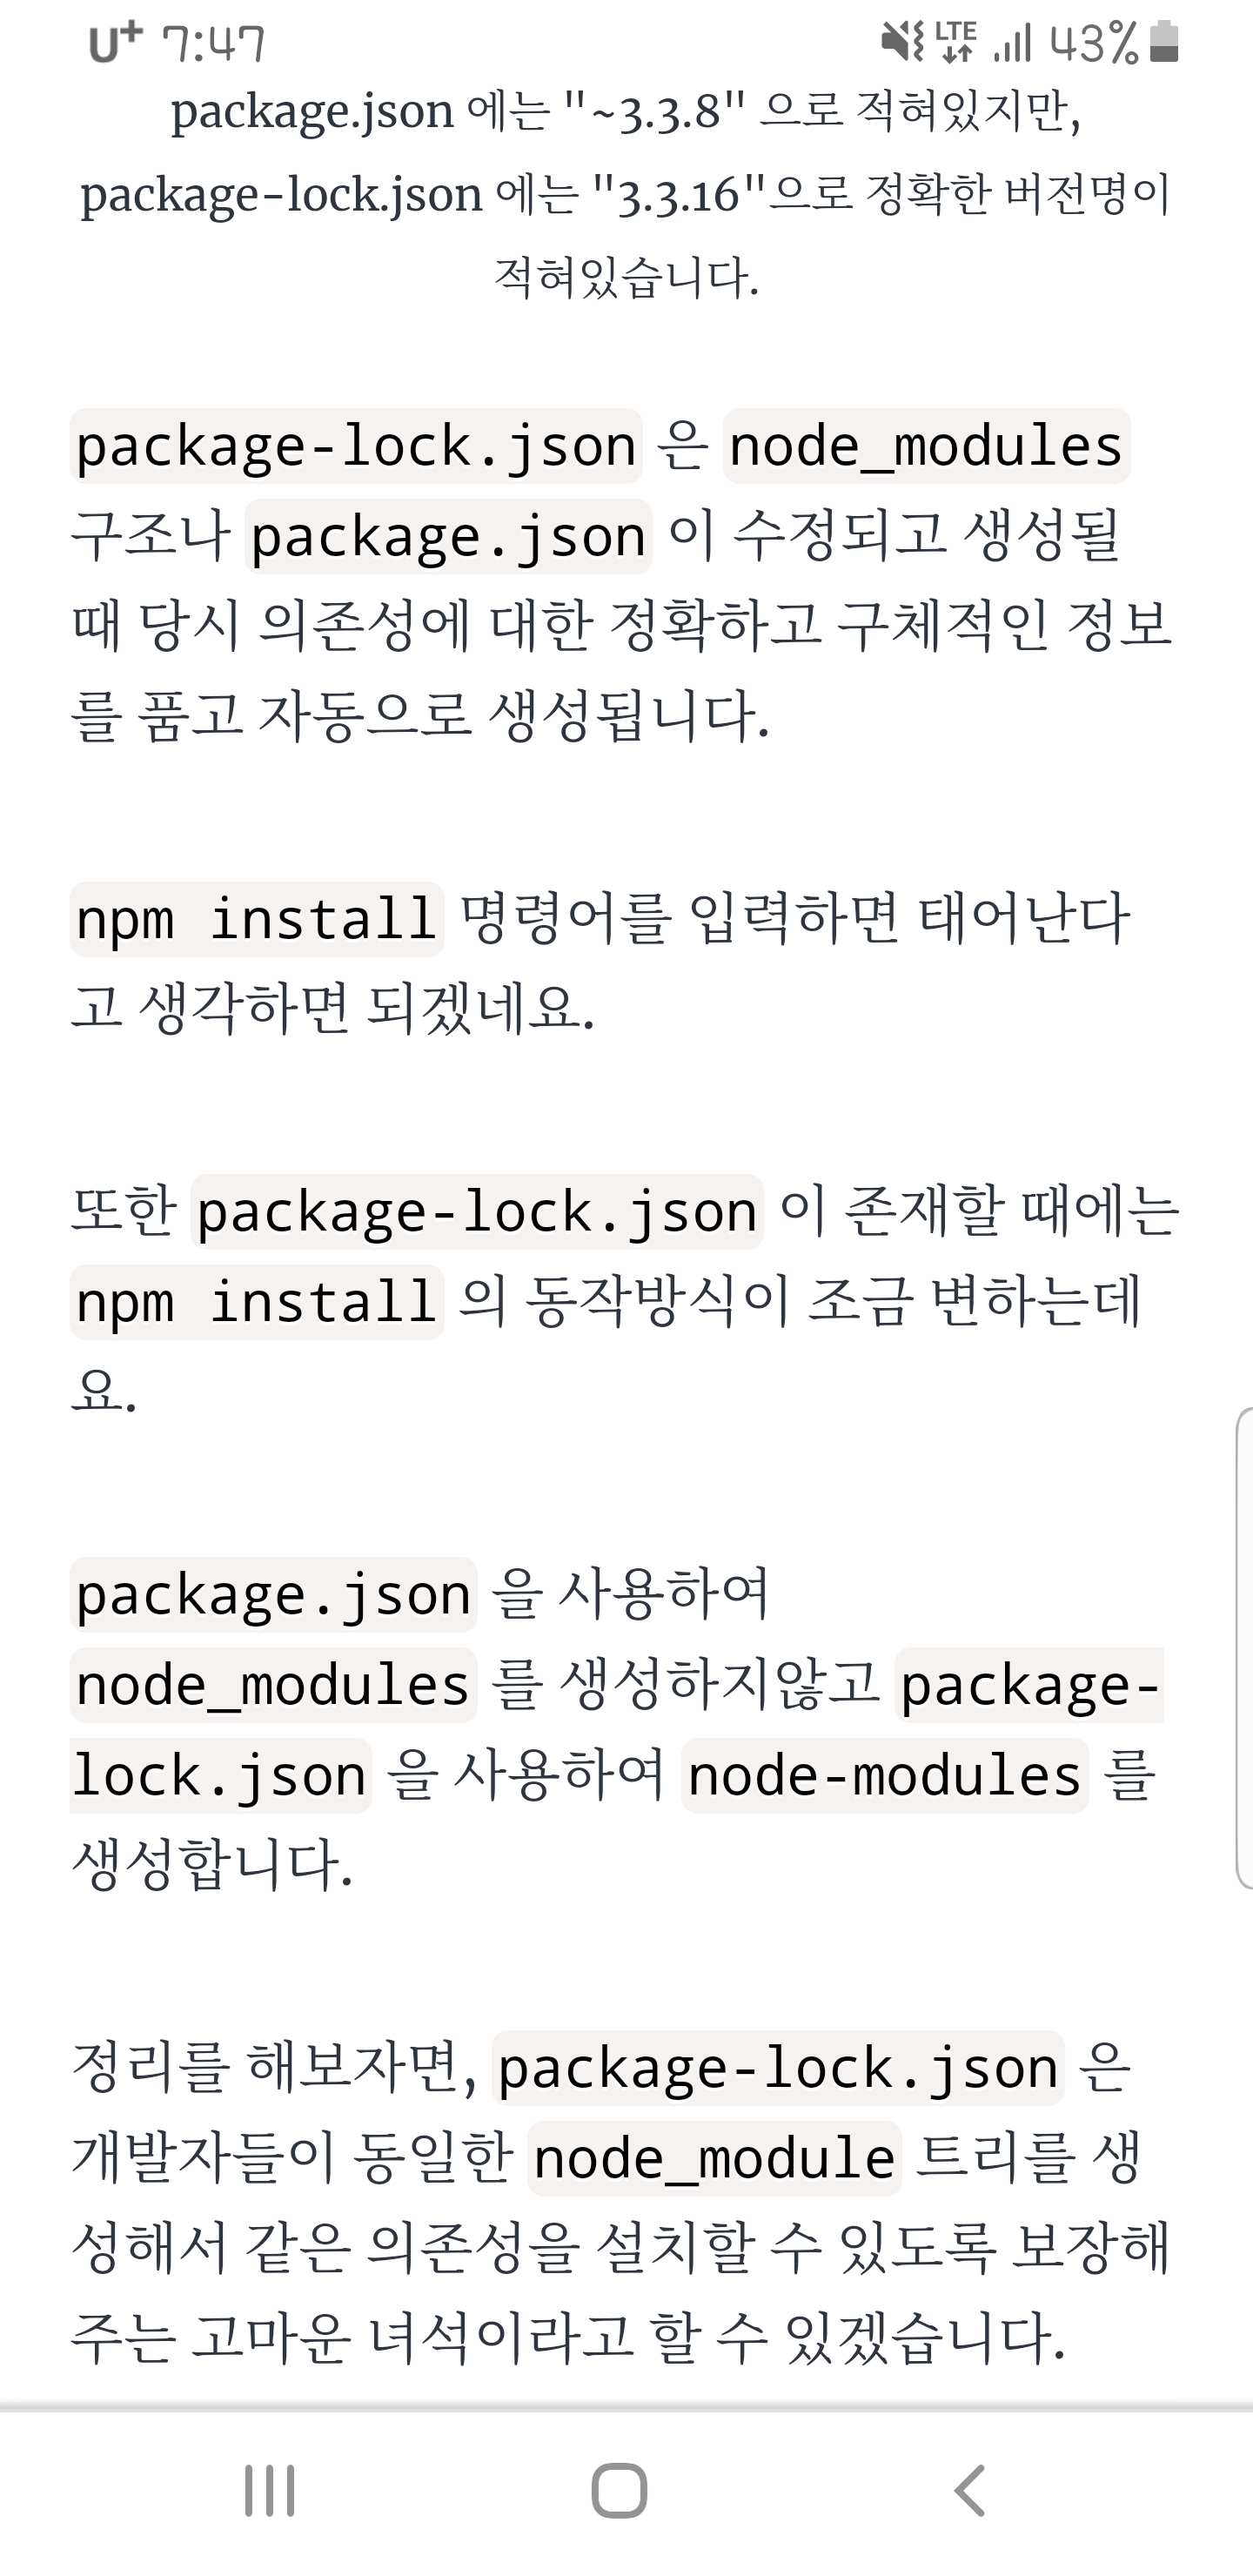 U+ 7:47 LTE 43%
package.json 에는 "~3.3.8" 으로 적혀있지만,
package-lock.json 에는 "3.3.16"으로 정확한 버전명이
적혀있습니다.
package-lock.json 은 node_modules
구조나 package.json 이 수정되고 생성될
때 당시 의존성에 대한 정확하고 구체적인 정보
를 품고 자동으로 생성됩니다.
npm install 명령어를 입력하면 태어난다
고 생각하면 되겠네요.
또한 package-lock.json 이 존재할 때에는
npm install 의 동작방식이 조금 변하는데
요.
package.json 을 사용하여
node_modules 를 생성하지않고 package-
lock.json 을 사용하여 node-modules 를
생성합니다.
정리를 해보자면, package-lock.json 은
개발자들이 동일한 node_module 트리를 생
성해서 같은 의존성을 설치할 수 있도록 보장해
주는 고마운 녀석이라고 할 수 있겠습니다.